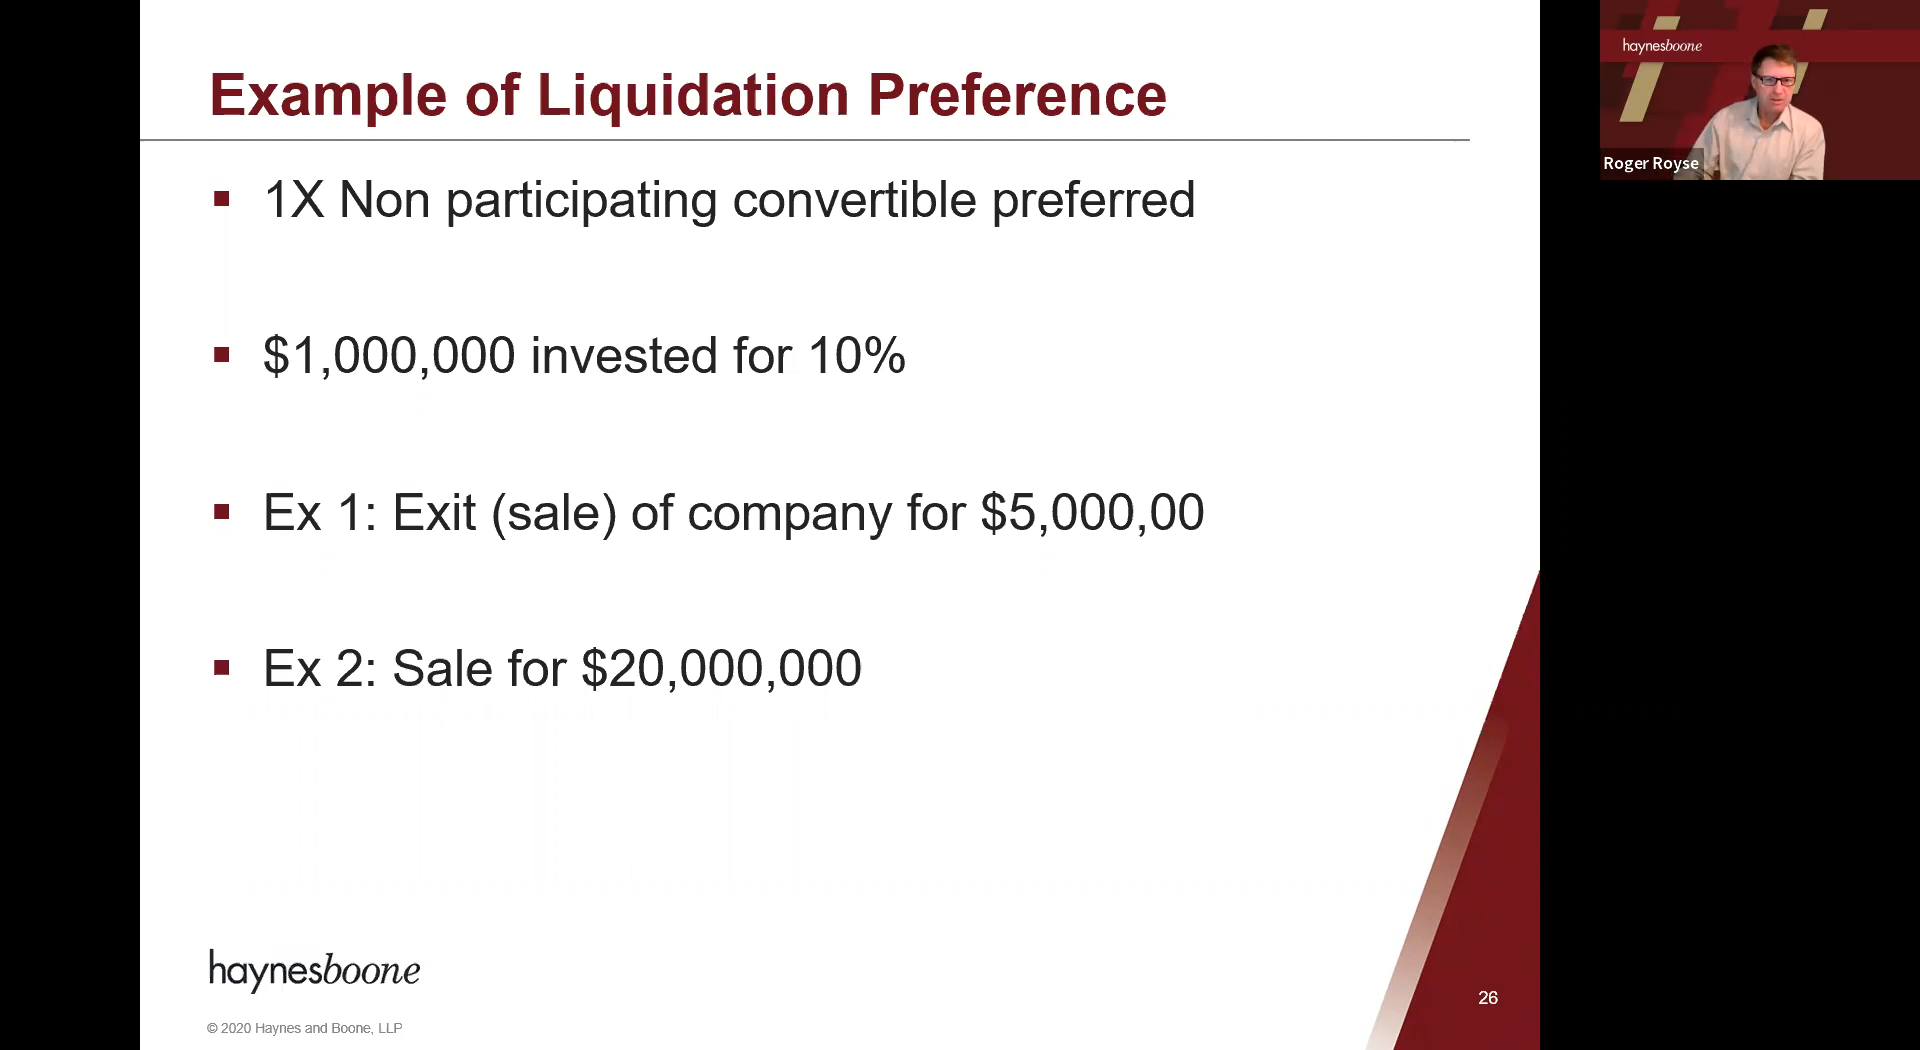 Example of Liquidation Preference
1X Non participating convertible preferred
$1,000,000 invested for 10%
Ex 1: Exit (sale) of company for $5,000,00
Ex 2: Sale for $20,000,000
haynesboone
© 2020 Haynes and Boone, LLP
26
haynesboone
Roger Royse